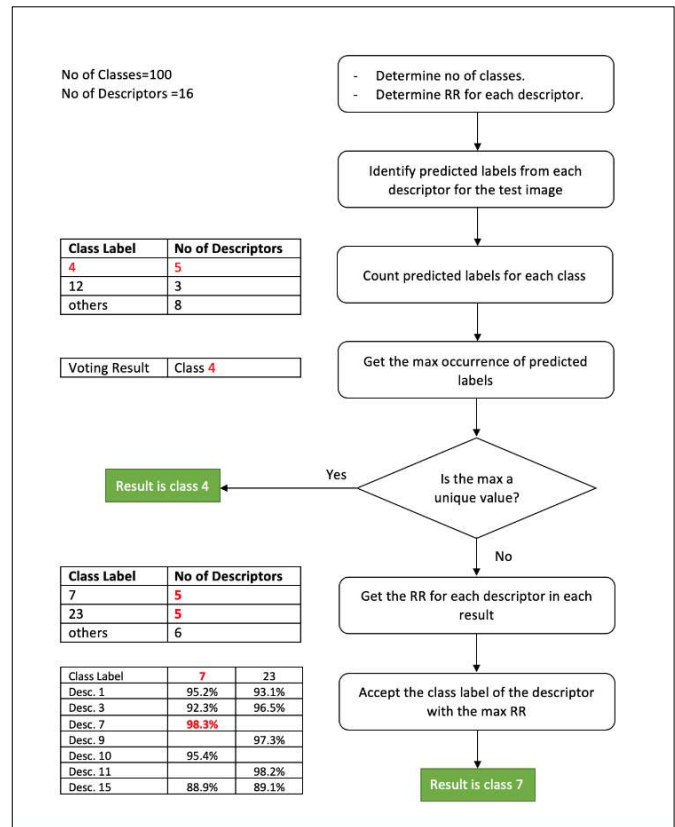 No of Classes=100
No of Descriptors =16
- Determine no of classes.
- Determine RR for each descriptor.
Identify predicted labels from each
descriptor for the test image
Class Label No of Descriptors
4 5
12 3
others 8
Count predicted labels for each class
Voting Result Class 4
Get the max occurrence of predicted
labels
Is the max a
unique value?
Yes
Result is class 4
No
Class Label No of Descriptors
7 5
23 5
others 6
Get the RR for each descriptor in each
result
Class Label 7 23
Desc. 1 95.2% 93.1%
Desc. 3 92.3% 96.5%
Desc. 7 98.3%
Desc. 9 97.3%
Desc. 10 95.4%
Desc. 11 98.2%
Desc. 15 88.9% 89.1%
Accept the class label of the descriptor
with the max RR
Result is class 7